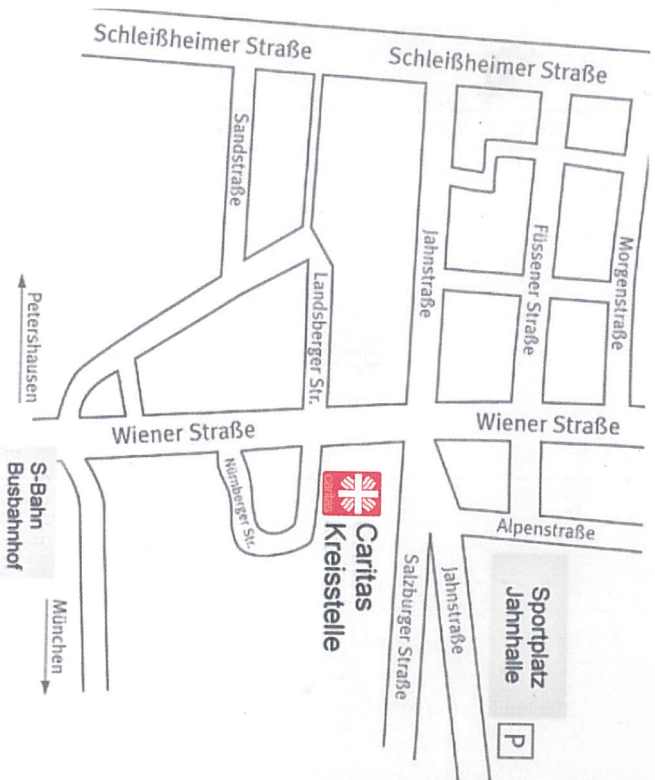 Schleißheimer Straße
Schleißheimer Straße
Sandstraße
Landsberger Str.
Jahnstraße
Füssener Straße
Morgenstraße
Petershausen
Wiener Straße
Wiener Straße
Nürnberger Str.
S-Bahn
Busbahnhof
München
caritas
Caritas
Kreisstelle
Salzburger Straße
Jahnstraße
Alpenstraße
Sportplatz
Jahnhalle
P